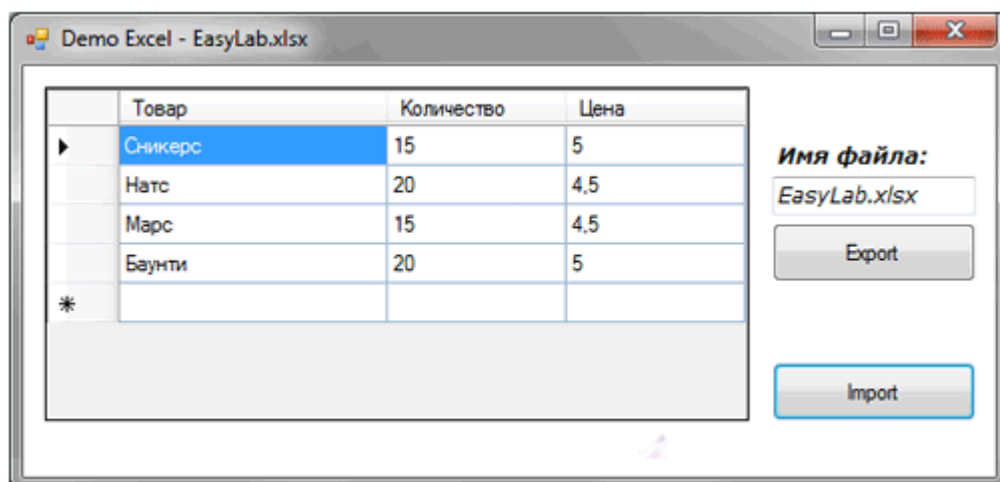 Demo Excel - EasyLab.xlsx
Товар Количество Цена
Сникерс 15 5
Натс 20 4,5
Марс 15 4,5
Баунти 20 5
Имя файла:
EasyLab.xlsx
Export
Import